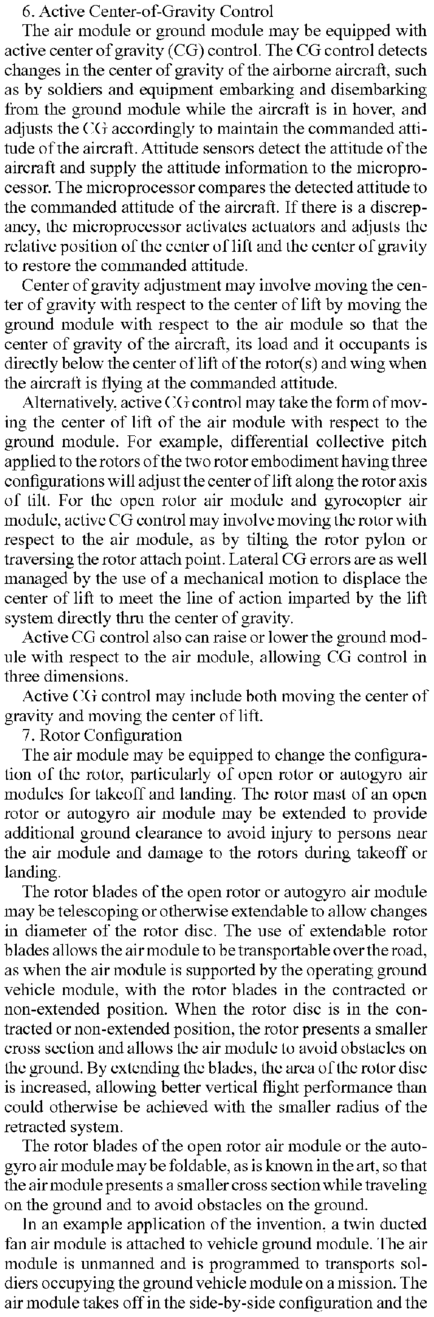 6. Active Center-of-Gravity Control
The air module or ground module may be equipped with
active center of gravity (CG) control. The CG control detects
changes in the center of gravity of the airborne aircraft, such
as by soldiers and equipment embarking and disembarking
from the ground module while the aircraft is in hover, and
adjusts the CG accordingly to maintain the commanded atti-
tude of the aircraft. Attitude sensors detect the attitude of the
aircraft and supply the attitude information to the micropro-
cessor. The microprocessor compares the detected attitude to
the commanded attitude of the aircraft. If there is a discrep-
ancy, the microprocessor activates actuators and adjusts the
relative position of the center of lift and the center of gravity
to restore the commanded attitude.
Center of gravity adjustment may involve moving the cen-
ter of gravity with respect to the center of lift by moving the
ground module with respect to the air module so that the
center of gravity of the aircraft, its load and it occupants is
directly below the center of lift of the rotor(s) and wing when
the aircraft is flying at the commanded attitude.
Alternatively, active CG control may take the form of mov-
ing the center of lift of the air module with respect to the
ground module. For example, differential collective pitch
applied to the rotors of the two rotor embodiment having three
configurations will adjust the center of lift along the rotor axis
of tilt. For the open rotor air module and gyrocopter air
module, active CG control may involve moving the rotor with
respect to the air module, as by tilting the rotor pylon or
traversing the rotor attach point. Lateral CG errors are as well
managed by the use of a mechanical motion to displace the
center of lift to meet the line of action imparted by the lift
system directly thru the center of gravity.
Active CG control also can raise or lower the ground mod-
ule with respect to the air module, allowing CG control in
three dimensions.
Active CG control may include both moving the center of
gravity and moving the center of lift.
7. Rotor Configuration
The air module may be equipped to change the configura-
tion of the rotor, particularly of open rotor or autogyro air
modules for takeoff and landing. The rotor mast of an open
rotor or autogyro air module may be extended to provide
additional ground clearance to avoid injury to persons near
the air module and damage to the rotors during takeoff or
landing.
The rotor blades of the open rotor or autogyro air module
may be telescoping or otherwise extendable to allow changes
in diameter of the rotor disc. The use of extendable rotor
blades allows the air module to be transportable over the road,
as when the air module is supported by the operating ground
vehicle module, with the rotor blades in the contracted or
non-extended position. When the rotor disc is in the con-
tracted or non-extended position, the rotor presents a smaller
cross section and allows the air module to avoid obstacles on
the ground. By extending the blades, the area of the rotor disc
is increased, allowing better vertical flight performance than
could otherwise be achieved with the smaller radius of the
retracted system.
The rotor blades of the open rotor air module or the auto-
gyro air module may be foldable, as is known in the art, so that
the air module presents a smaller cross section while traveling
on the ground and to avoid obstacles on the ground.
In an example application of the invention, a twin ducted
fan air module is attached to vehicle ground module. The air
module is unmanned and is programmed to transports sol-
diers occupying the ground vehicle module on a mission. The
air module takes off in the side-by-side configuration and the